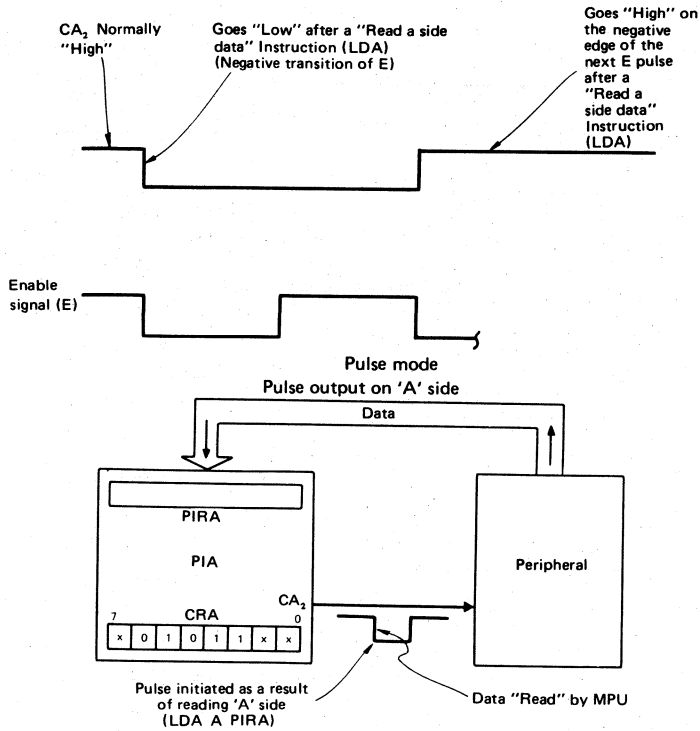 CA₂ Normally
"High"
Goes "Low" after a "Read a side
data" Instruction (LDA)
(Negative transition of E)
Goes "High" on
the negative
edge of the
next E pulse
after a
"Read a
side data"
Instruction
(LDA)
Enable
signal (E)
Pulse mode
Pulse output on 'A' side
Data
PIRA
PIA
CA₂
CRA
7 0
x 0 1 0 1 1 x x
Peripheral
Pulse initiated as a result
of reading 'A' side
(LDA A PIRA)
Data "Read" by MPU